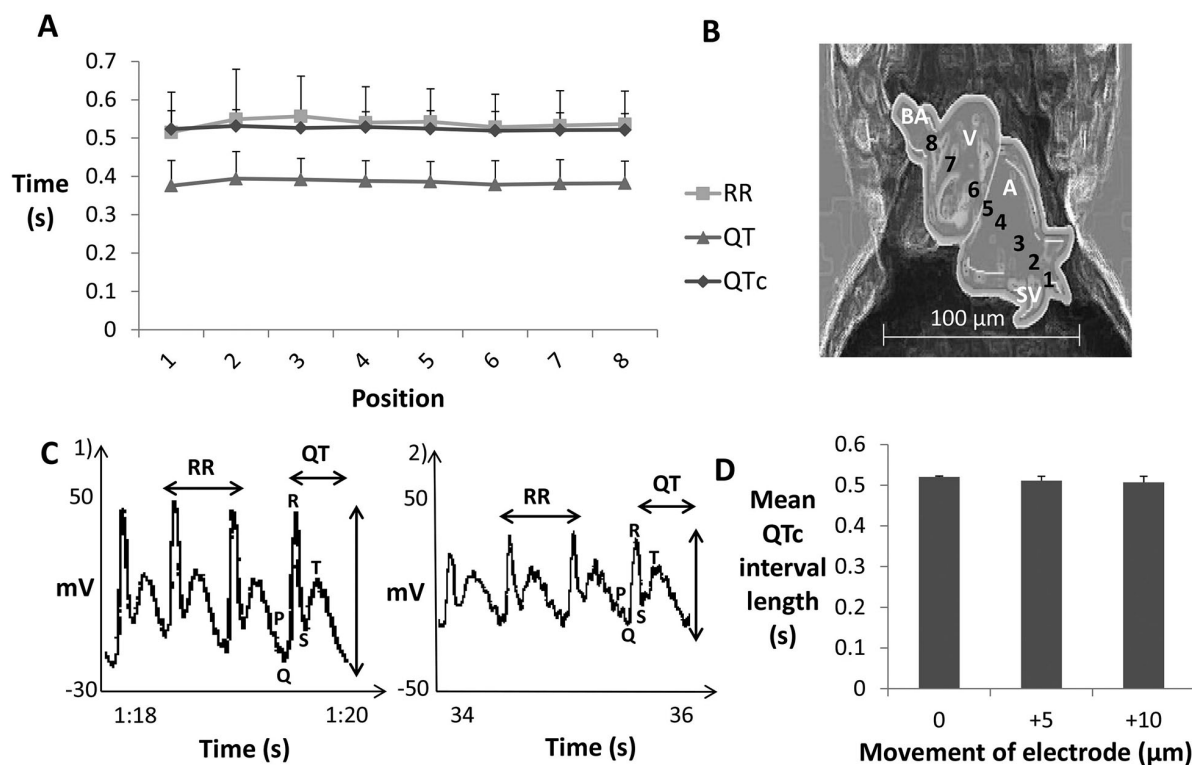 A
0.7
0.6
0.5
0.4
0.3
0.2
0.1
0
Time
(s)
1 2 3 4 5 6 7 8
Position
RR
QT
QTc
B
BA
8
V
7
6
A
5
4
3
2
1
SV
100 µm
C
1)
50
mV
-30
RR
QT
R
T
P
S
Q
1:18 1:20
Time (s)
2)
50
mV
-50
RR
QT
R
T
P
S
Q
34 36
Time (s)
D
Mean
QTc
interval
length
(s)
0.6
0.5
0.2
0.3
0.2
0.1
0
0 +5 +10
Movement of electrode (µm)